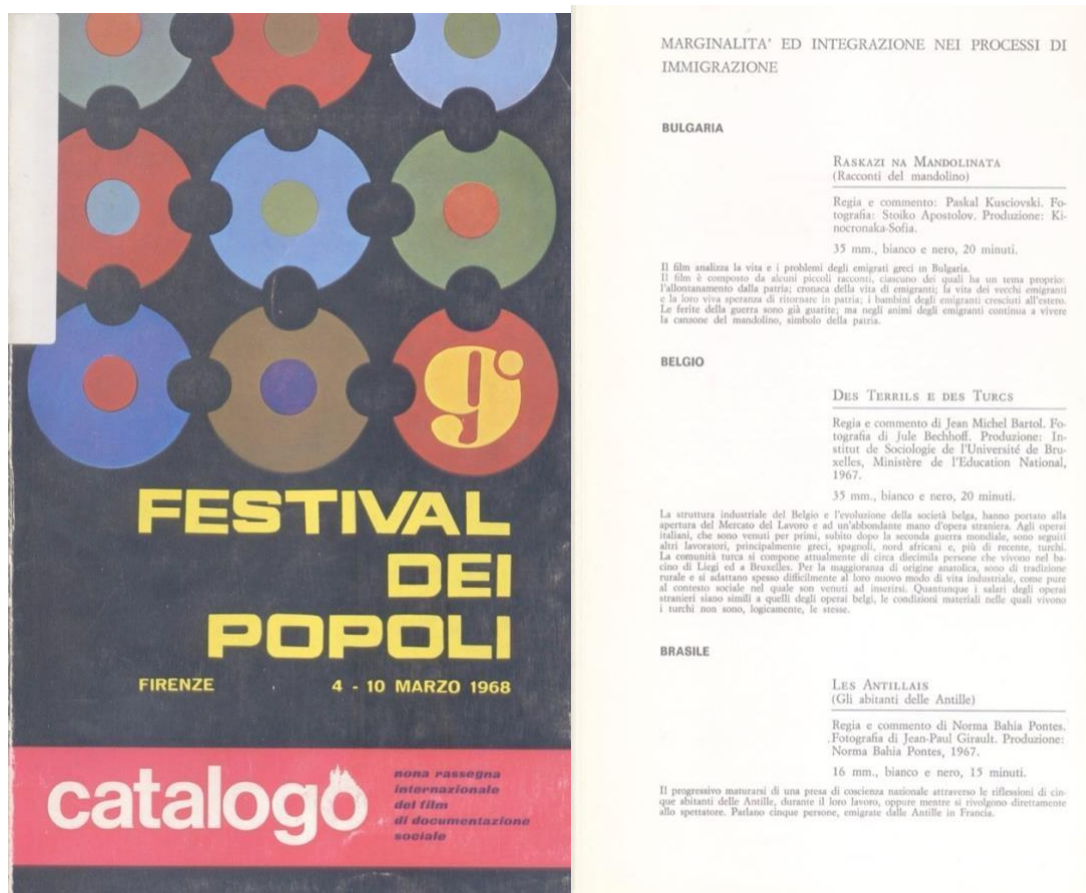 9º
FESTIVAL
DEI
POPOLI
FIRENZE 4 - 10 MARZO 1968
catalogo
nona rassegna
internazionale
del film
di documentazione
sociale
MARGINALITA' ED INTEGRAZIONE NEI PROCESSI DI
IMMIGRAZIONE
BULGARIA
RASKAZI NA MANDOLINATA
(Racconti del mandolino)
Regia e commento: Paskal Kusciovski. Fo-
tografia: Stoiko Apostolov. Produzione: Ki-
nocronaka-Sofia.
35 mm., bianco e nero, 20 minuti.
Il film analizza la vita e i problemi degli emigrati greci in Bulgaria.
Il film è composto da alcuni piccoli racconti, ciascuno dei quali ha un tema proprio:
l'allontanamento dalla patria; cronaca della vita di emigranti; la vita dei vecchi emigranti
e la loro viva speranza di ritornare in patria; i bambini degli emigranti cresciuti all'estero.
Le ferite della guerra sono già guarite; ma negli animi degli emigranti continua a vivere
la canzone del mandolino, simbolo della patria.
BELGIO
DES TERRILS E DES TURCS
Regia e commento di Jean Michel Bartol. Fo-
tografia di Jule Bechhoff. Produzione: In-
stitut de Sociologie de l'Université de Bru-
xelles, Ministère de l'Education National,
1967.
35 mm., bianco e nero, 20 minuti.
La struttura industriale del Belgio e l'evoluzione della società belga, hanno portato alla
apertura del Mercato del Lavoro e ad un'abbondante mano d'opera straniera. Agli operai
italiani, che sono venuti per primi, subito dopo la seconda guerra mondiale, sono seguiti
altri lavoratori, principalmente greci, spagnoli, nord africani e, più di recente, turchi.
La comunità turca si compone attualmente di circa diecimila persone che vivono nel ba-
cino di Liegi ed a Bruxelles. Per la maggioranza di origine anatolica, sono di tradizione
rurale e si adattano spesso difficilmente al loro nuovo modo di vita industriale, come pure
al contesto sociale nel quale son venuti ad inserirsi. Quantunque i salari degli operai
stranieri siano simili a quelli degli operai belgi, le condizioni materiali nelle quali vivono
i turchi non sono, logicamente, le stesse.
BRASILE
LES ANTILLAIS
(Gli abitanti delle Antille)
Regia e commento di Norma Bahia Pontes.
Fotografia di Jean-Paul Girault. Produzione:
Norma Bahia Pontes, 1967.
16 mm., bianco e nero, 15 minuti.
Il progressivo maturarsi di una presa di coscienza nazionale attraverso le riflessioni di cin-
que abitanti delle Antille, durante il loro lavoro, oppure mentre si rivolgono direttamente
allo spettatore. Parlano cinque persone, emigrate dalle Antille in Francia.